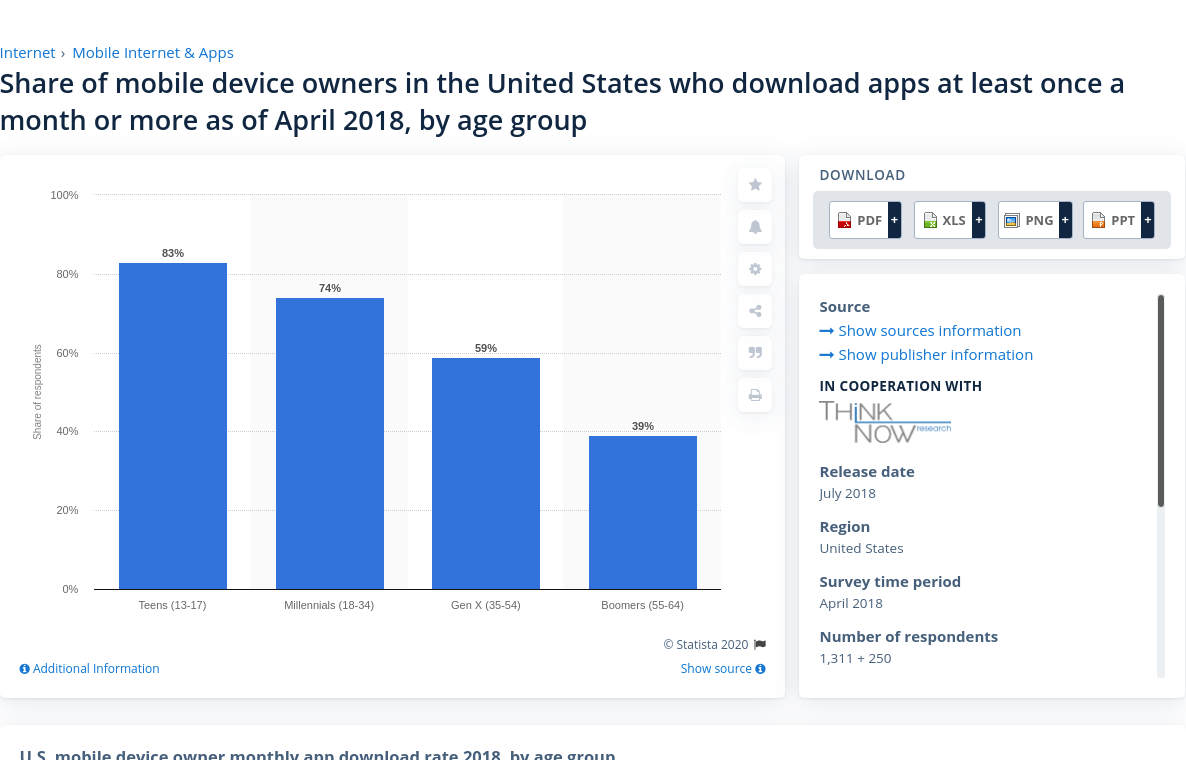 Internet › Mobile Internet & Apps
Share of mobile device owners in the United States who download apps at least once a
month or more as of April 2018, by age group
100%
80%
60%
40%
20%
0%
Share of respondents
83%
74%
59%
39%
Teens (13-17)
Millennials (18-34)
Gen X (35-54)
Boomers (55-64)
© Statista 2020
Additional Information
Show source
DOWNLOAD
PDF + XLS + PNG + PPT +
Source
Show sources information
Show publisher information
IN COOPERATION WITH
THiNK
NOW research
Release date
July 2018
Region
United States
Survey time period
April 2018
Number of respondents
1,311 + 250
U.S. mobile device owner monthly app download rate 2018, by age group